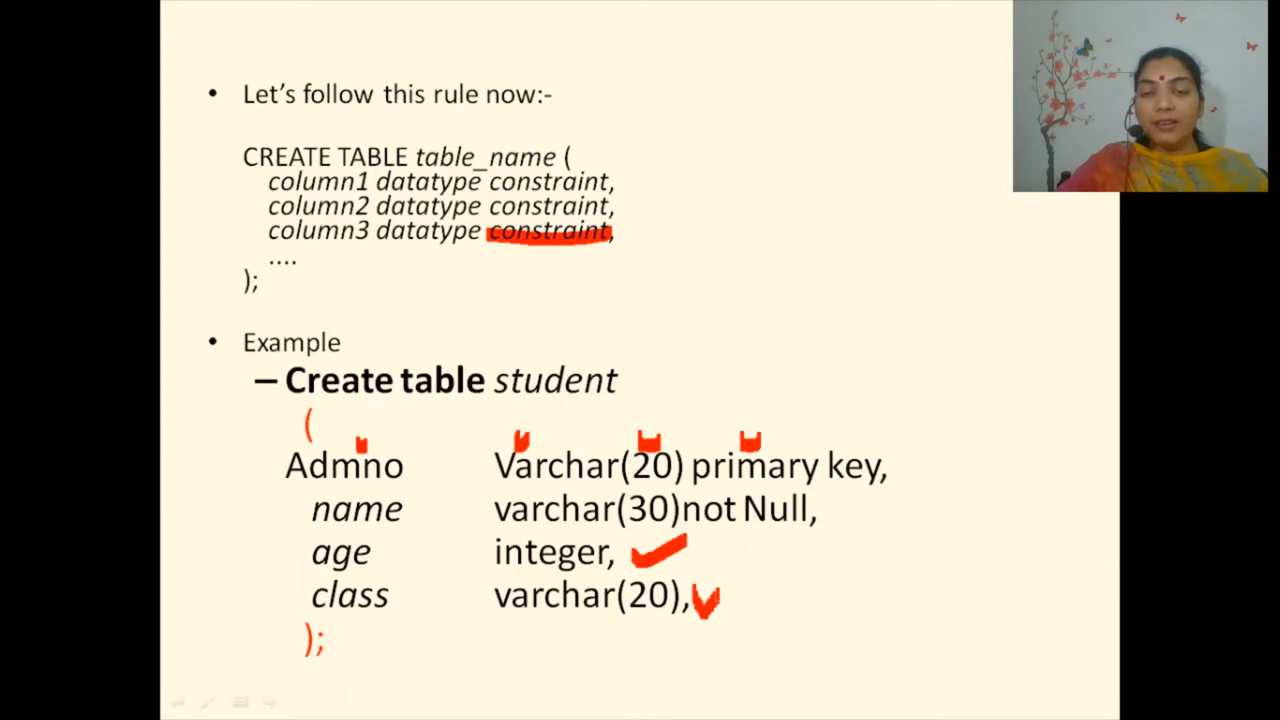 • Let's follow this rule now:-
CREATE TABLE table_name (
column1 datatype constraint,
column2 datatype constraint,
column3 datatype constraint,
....
);
• Example
– Create table student
(
Admno Varchar(20) primary key,
name varchar(30)not Null,
age integer,
class varchar(20),
);